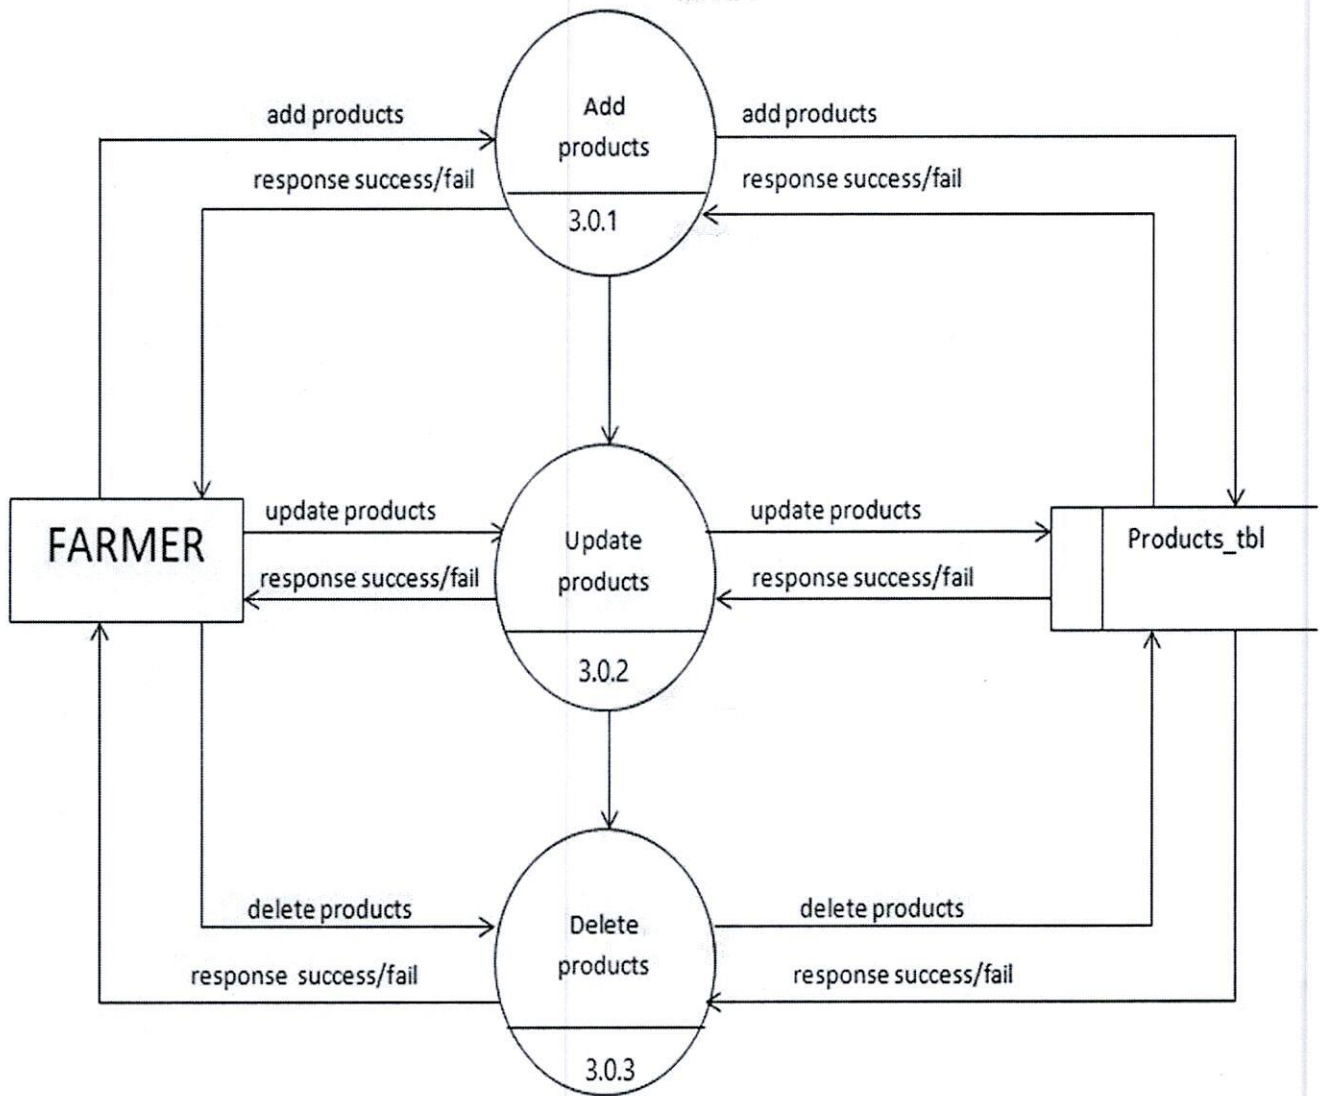 Add
products
3.0.1
add products
response success/fail
add products
response success/fail
FARMER
update products
response success/fail
Update
products
3.0.2
update products
response success/fail
Products_tbl
delete products
response success/fail
Delete
products
3.0.3
delete products
response success/fail